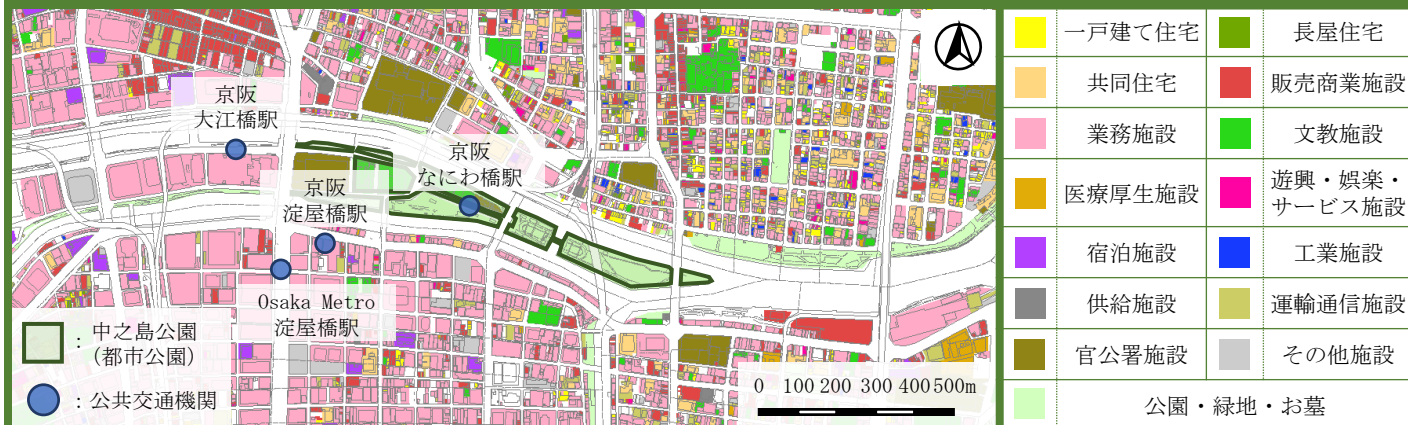 京阪
大江橋駅
京阪
なにわ橋駅
京阪
淀屋橋駅
Osaka Metro
淀屋橋駅
: 中之島公園
(都市公園)
: 公共交通機関
0 100 200 300 400 500m
一戸建て住宅
長屋住宅
共同住宅
販売商業施設
業務施設
文教施設
医療厚生施設
遊興・娯楽・
サービス施設
宿泊施設
工業施設
供給施設
運輸通信施設
官公署施設
その他施設
公園・緑地・お墓